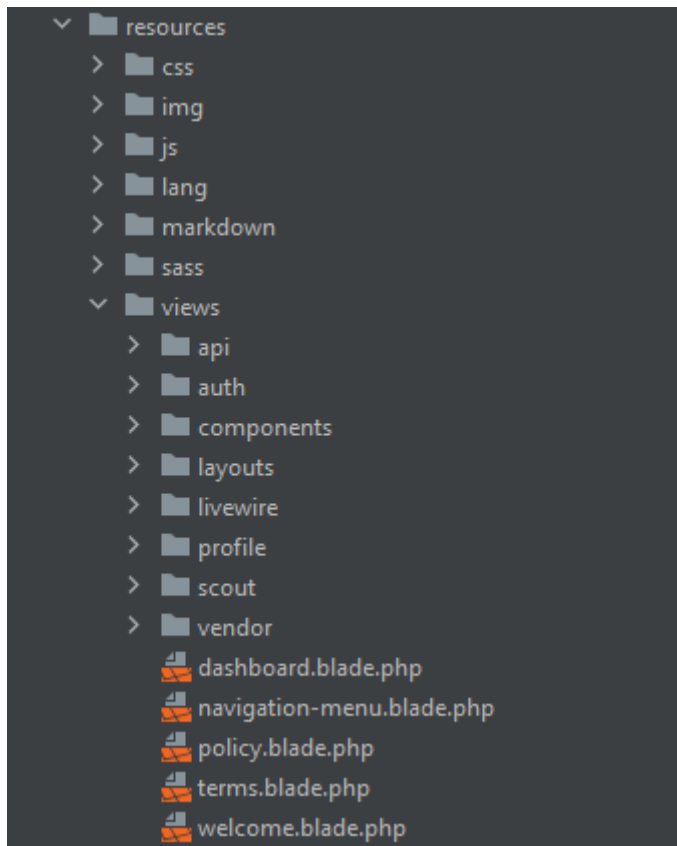 resources
css
img
js
lang
markdown
sass
views
api
auth
components
layouts
livewire
profile
scout
vendor
dashboard.blade.php
navigation-menu.blade.php
policy.blade.php
terms.blade.php
welcome.blade.php